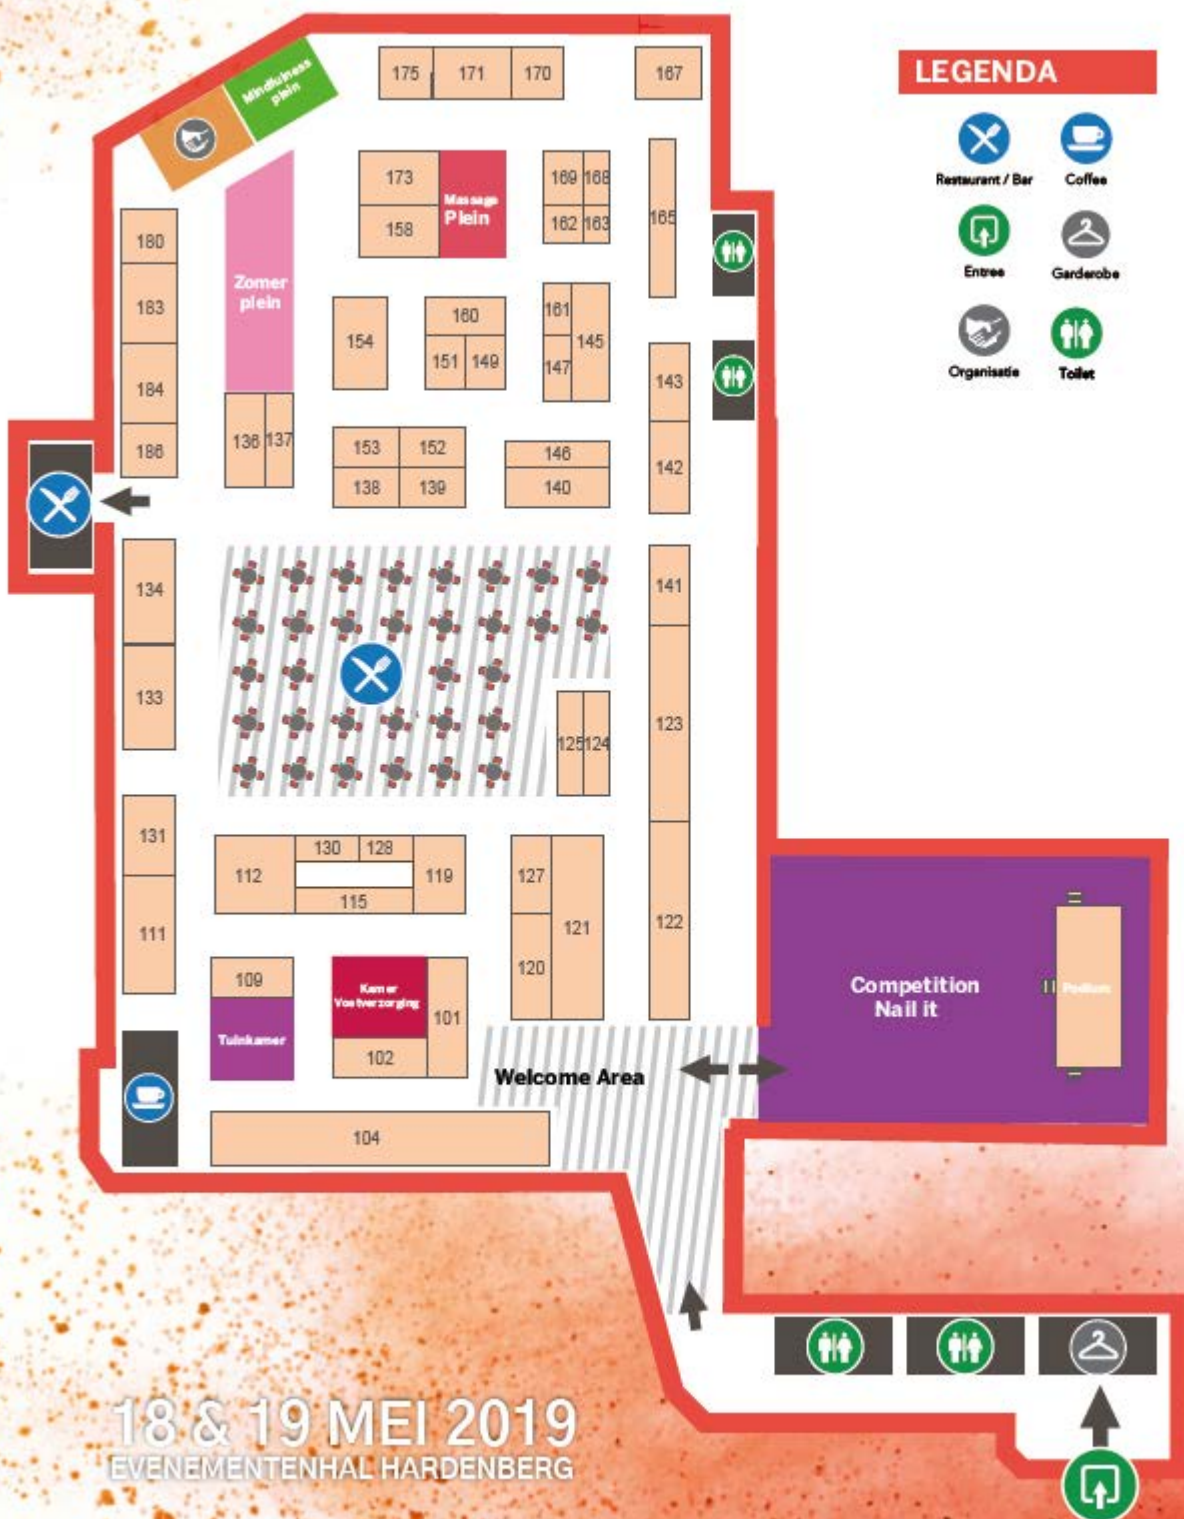 LEGENDA
Restaurant / Bar
Coffee
Entree
Garderobe
Organisatie
Toilet
175
171
170
167
Mindfulness
plein
173
158
Massage
Plein
169
168
162
163
165
180
183
184
186
Zomer
plein
154
160
151
149
161
147
145
143
142
136
137
153
152
138
139
146
140
134
133
141
123
125
124
131
111
112
130
128
115
119
127
120
121
122
109
Tuinkamer
Kamer
Voetverzorging
101
102
104
Welcome Area
Competition
Nail it
Podium
18 & 19 MEI 2019
EVENEMENTENHAL HARDENBERG